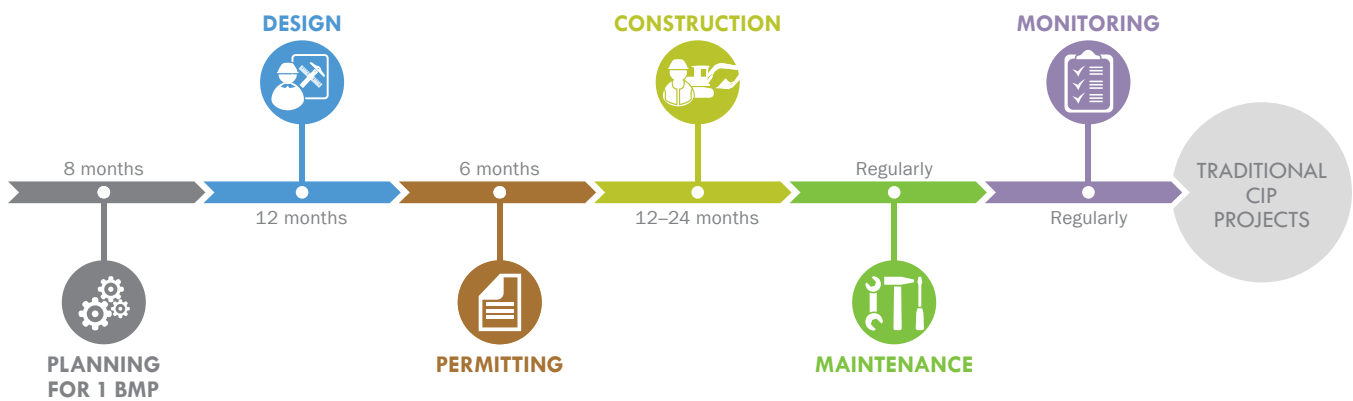 DESIGN
CONSTRUCTION
MONITORING
8 months
6 months
Regularly
TRADITIONAL
CIP
PROJECTS
12 months
12–24 months
Regularly
PLANNING
FOR 1 BMP
PERMITTING
MAINTENANCE